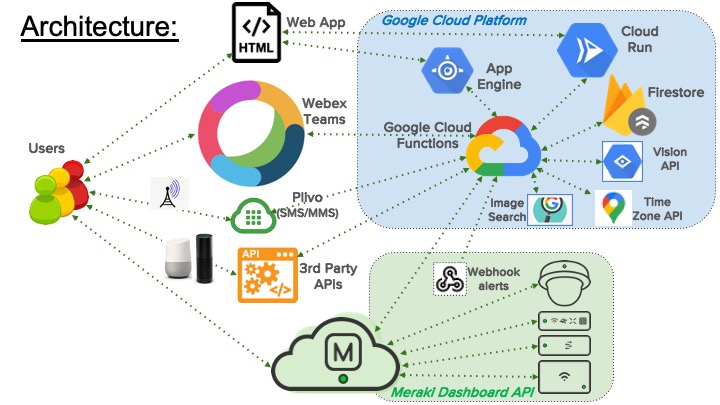 Architecture:
Web App
HTML
Google Cloud Platform
Cloud
Run
App
Engine
Firestore
Webex
Teams
Google Cloud
Functions
Users
Vision
API
Plivo
(SMS/MMS)
Image
Search
Time
Zone API
API
3rd Party
APIs
Webhook
alerts
M
Meraki Dashboard API